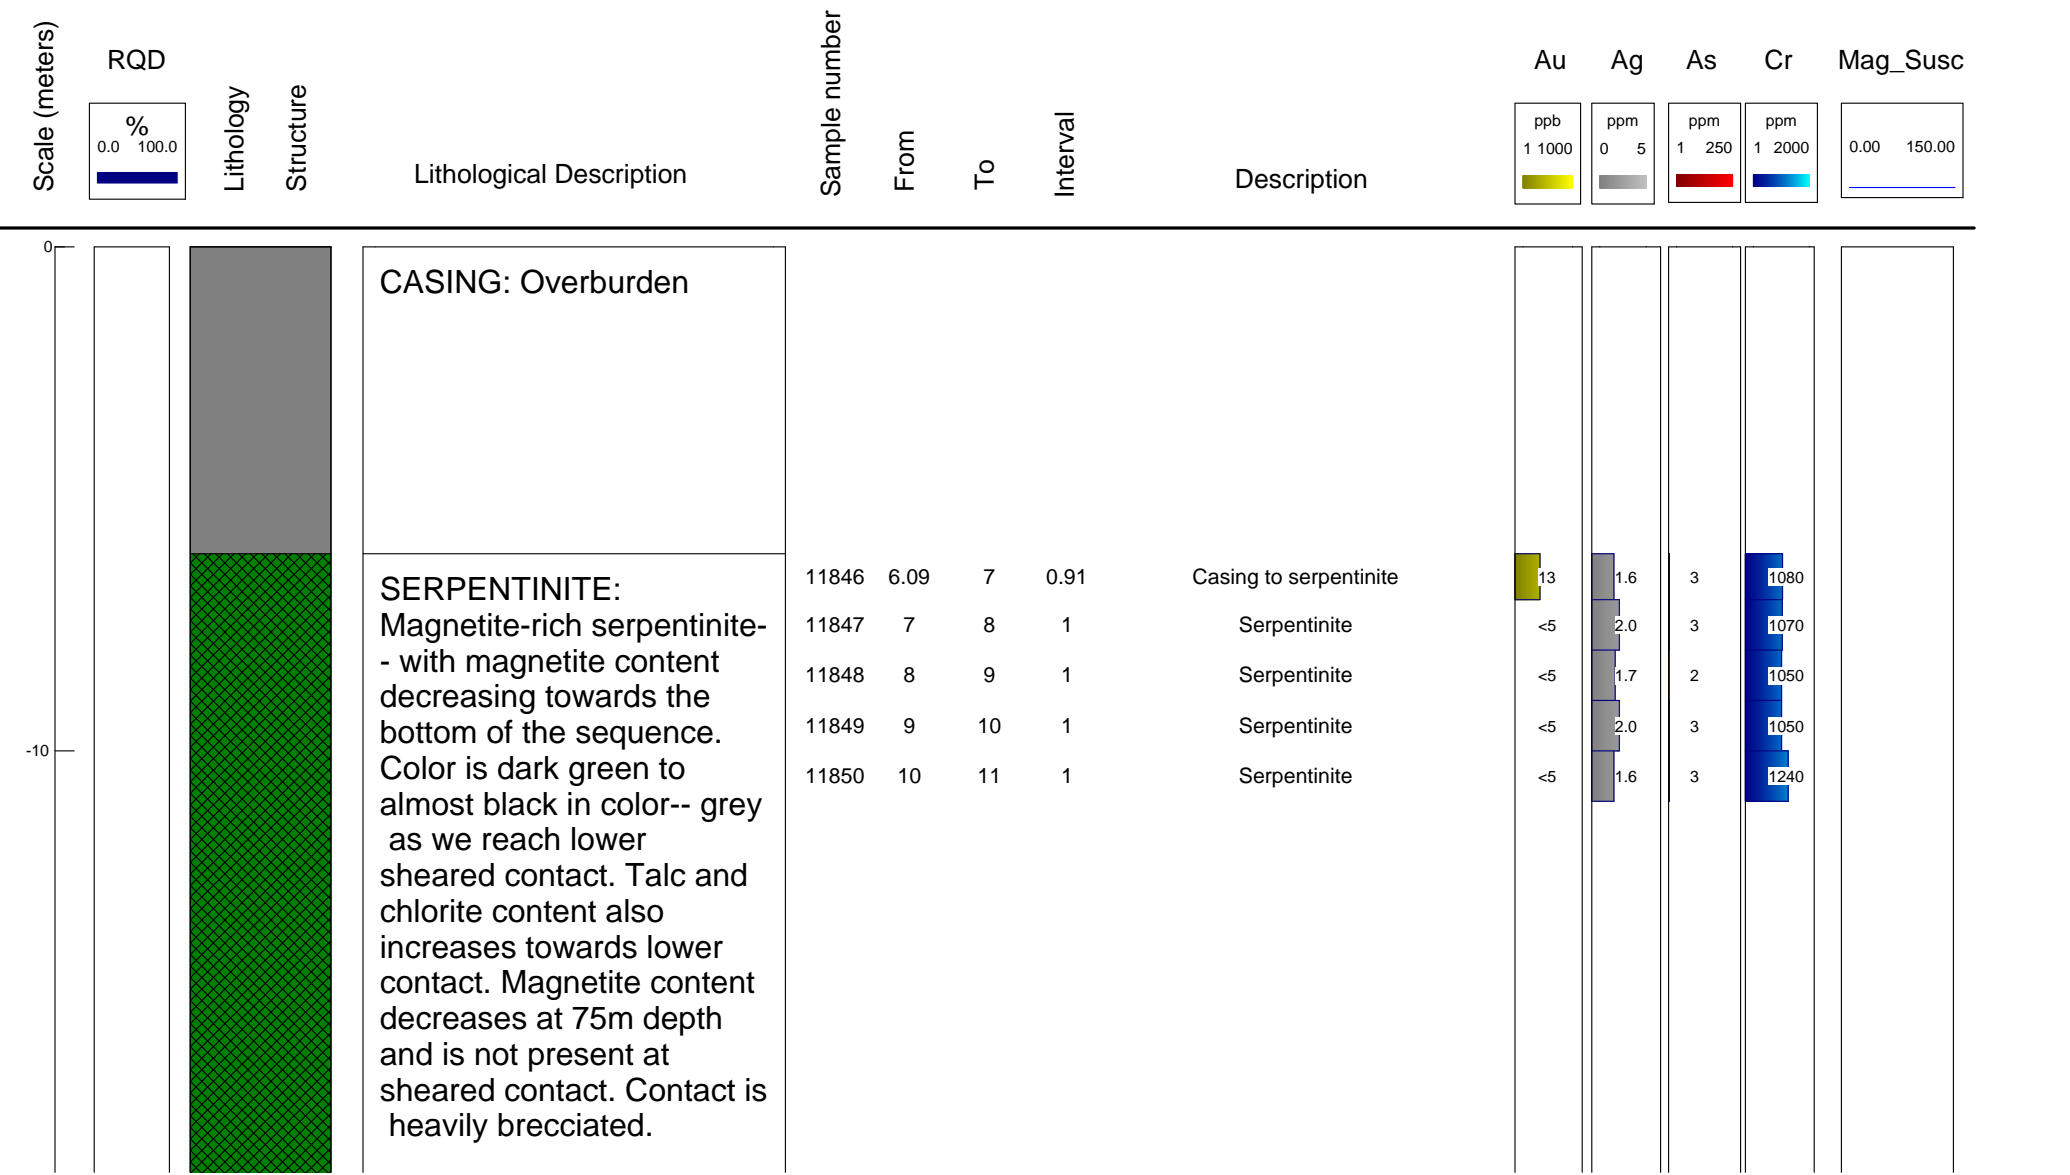 Scale (meters)
RQD
%
0.0 100.0
Lithology
Structure
Lithological Description
Sample number
From
To
Interval
Description
Au
ppb
1 1000
Ag
ppm
0 5
As
ppm
1 250
Cr
ppm
1 2000
Mag_Susc
0.00 150.00
0
CASING: Overburden
SERPENTINITE:
Magnetite-rich serpentinite-
- with magnetite content
decreasing towards the
bottom of the sequence.
Color is dark green to
almost black in color-- grey
as we reach lower
sheared contact. Talc and
chlorite content also
increases towards lower
contact. Magnetite content
decreases at 75m depth
and is not present at
sheared contact. Contact is
heavily brecciated.
11846 6.09 7 0.91 Casing to serpentinite 13 1.6 3 1080
11847 7 8 1 Serpentinite <5 2.0 3 1070
11848 8 9 1 Serpentinite <5 1.7 2 1050
11849 9 10 1 Serpentinite <5 2.0 3 1050
-10
11850 10 11 1 Serpentinite <5 1.6 3 1240